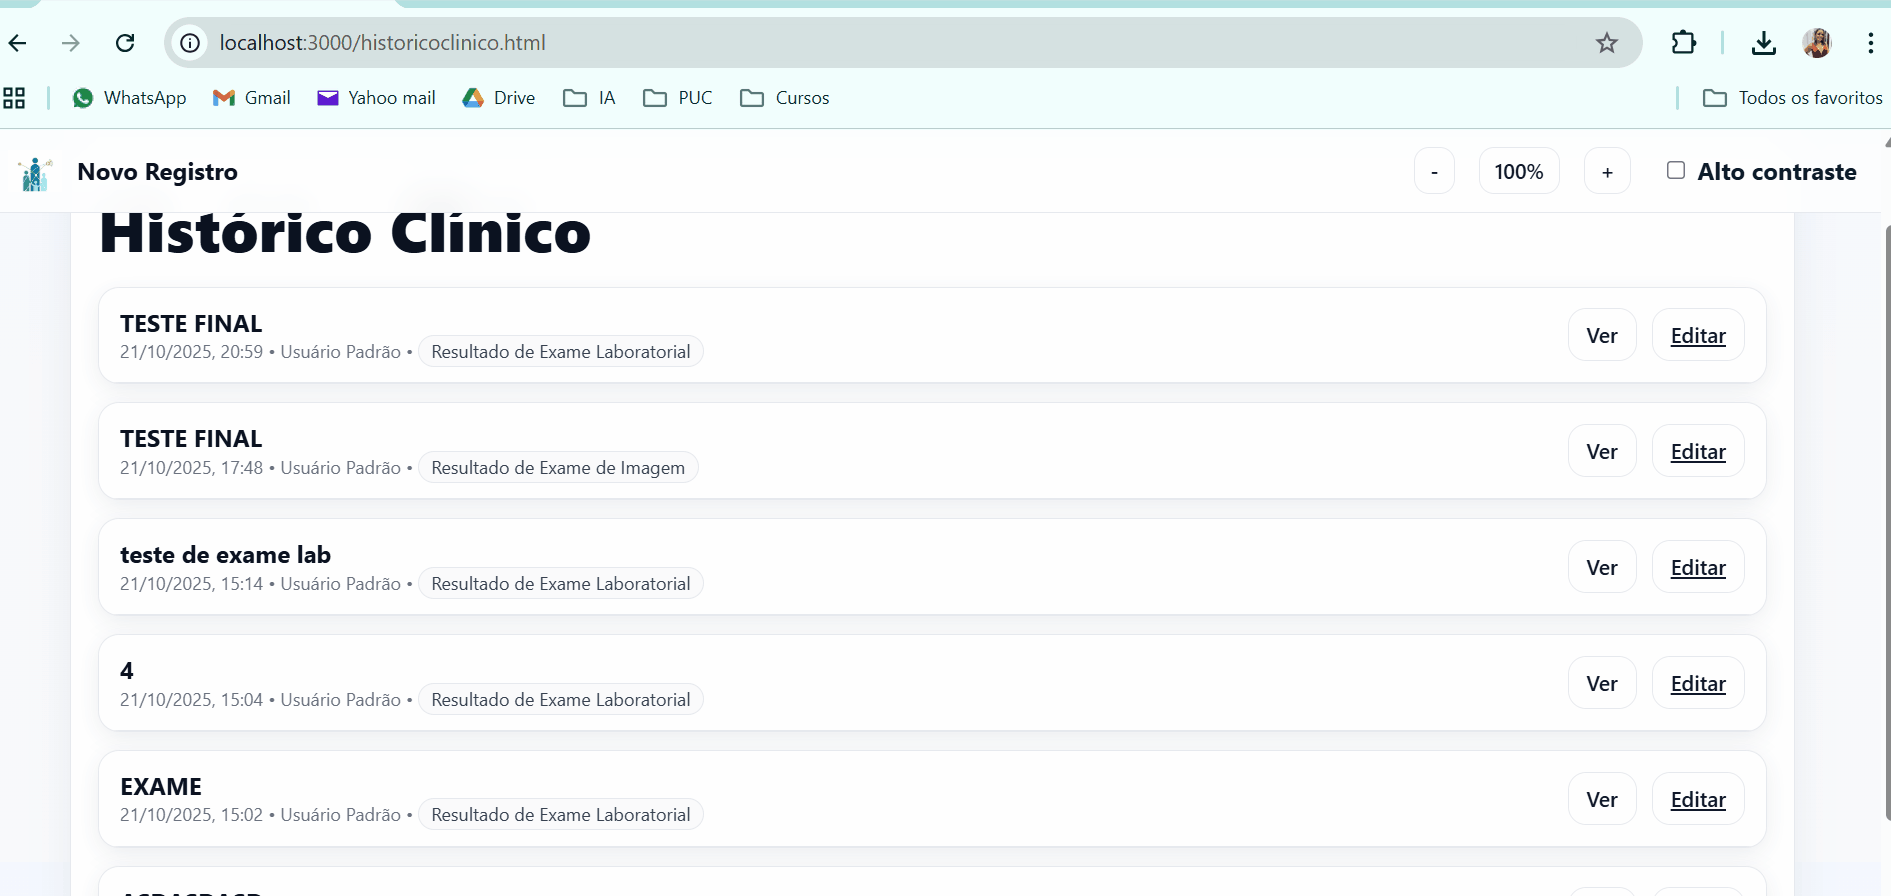 localhost:3000/historicoclinico.html
WhatsApp Gmail Yahoo mail Drive IA PUC Cursos Todos os favoritos
Novo Registro - 100% + Alto contraste
Histórico Clínico
TESTE FINAL
21/10/2025, 20:59 • Usuário Padrão • Resultado de Exame Laboratorial
Ver Editar
TESTE FINAL
21/10/2025, 17:48 • Usuário Padrão • Resultado de Exame de Imagem
Ver Editar
teste de exame lab
21/10/2025, 15:14 • Usuário Padrão • Resultado de Exame Laboratorial
Ver Editar
4
21/10/2025, 15:04 • Usuário Padrão • Resultado de Exame Laboratorial
Ver Editar
EXAME
21/10/2025, 15:02 • Usuário Padrão • Resultado de Exame Laboratorial
Ver Editar